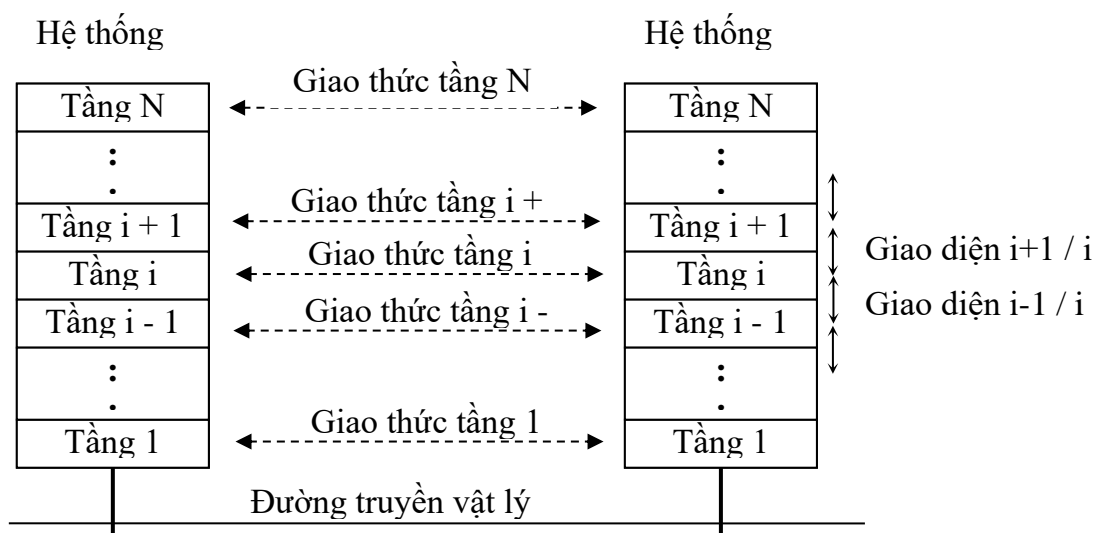 Hệ thống
Hệ thống
Giao thức tầng N
Tầng N
Tầng N
Giao thức tầng i +
Tầng i + 1
Tầng i + 1
Giao thức tầng i
Giao diện i+1 / i
Tầng i
Tầng i
Giao thức tầng i -
Giao diện i-1 / i
Tầng i - 1
Tầng i - 1
Giao thức tầng 1
Tầng 1
Tầng 1
Đường truyền vật lý